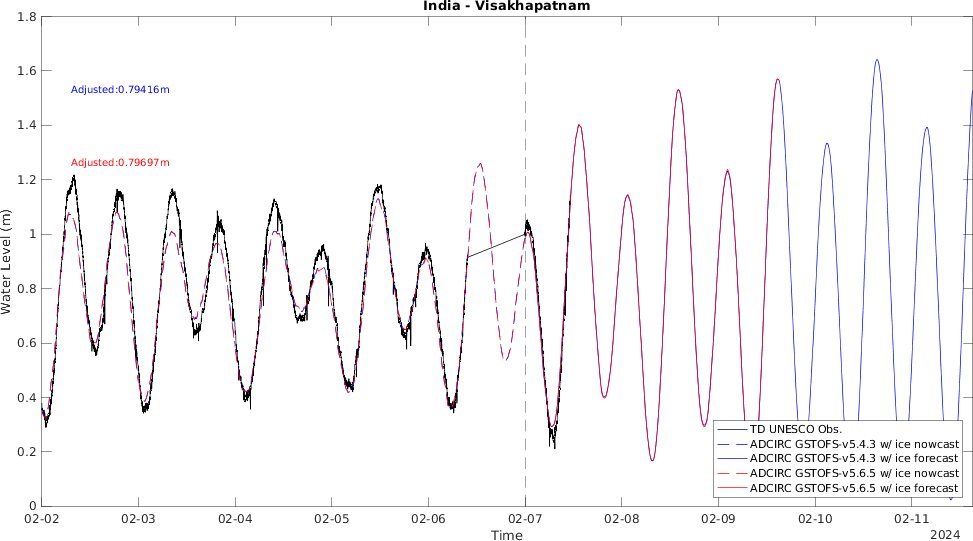 India - Visakhapatnam
1.8
1.6
1.4
1.2
1
0.8
0.6
0.4
0.2
0
Water Level (m)
Adjusted:0.79416m
Adjusted:0.79697m
TD UNESCO Obs.
ADCIRC GSTOFS-v5.4.3 w/ ice nowcast
ADCIRC GSTOFS-v5.4.3 w/ ice forecast
ADCIRC GSTOFS-v5.6.5 w/ ice nowcast
ADCIRC GSTOFS-v5.6.5 w/ ice forecast
02-02 02-03 02-04 02-05 02-06 02-07 02-08 02-09 02-10 02-11
Time
2024